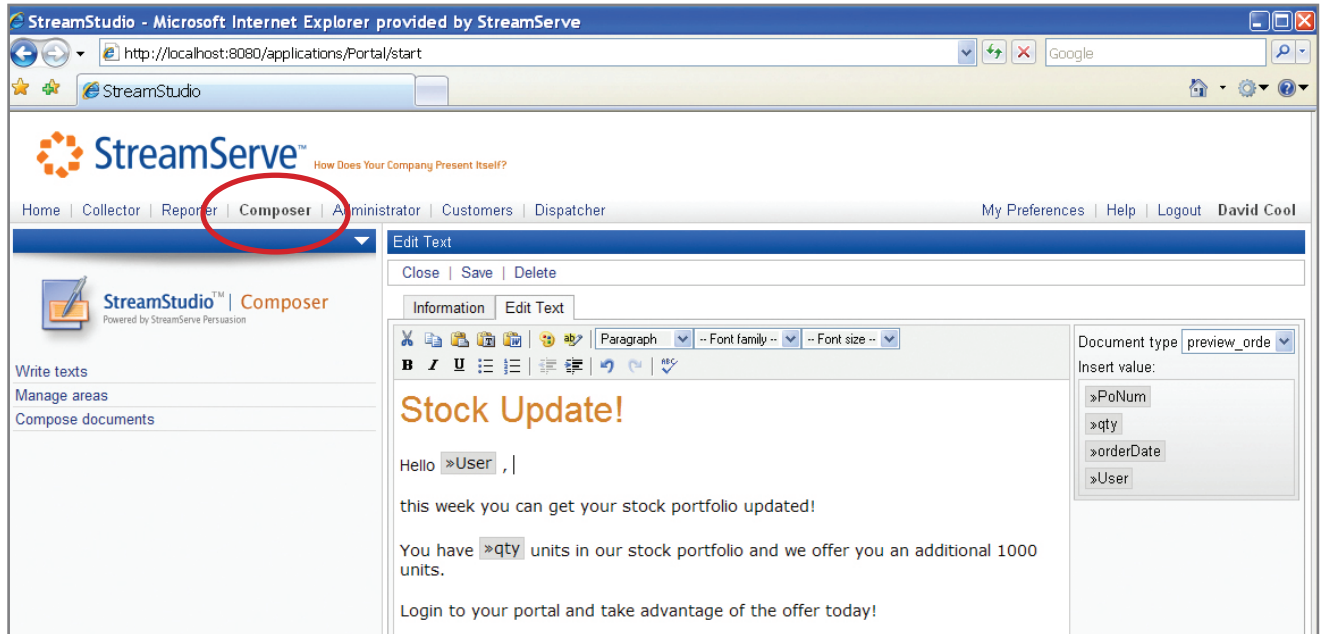 StreamStudio - Microsoft Internet Explorer provided by StreamServe
http://localhost:8080/applications/Portal/start
Google
StreamStudio
StreamServe™ How Does Your Company Present Itself?
Home | Collector | Reporter | Composer | Administrator | Customers | Dispatcher
My Preferences | Help | Logout David Cool
Edit Text
Close | Save | Delete
StreamStudio™ | Composer
Powered by StreamServe Persuasion
Information Edit Text
Paragraph -- Font family -- -- Font size --
B I U ABC
Document type preview_orde
Insert value:
»PoNum
»qty
»orderDate
»User
Write texts
Manage areas
Compose documents
Stock Update!
Hello »User ,
this week you can get your stock portfolio updated!
You have »qty units in our stock portfolio and we offer you an additional 1000
units.
Login to your portal and take advantage of the offer today!